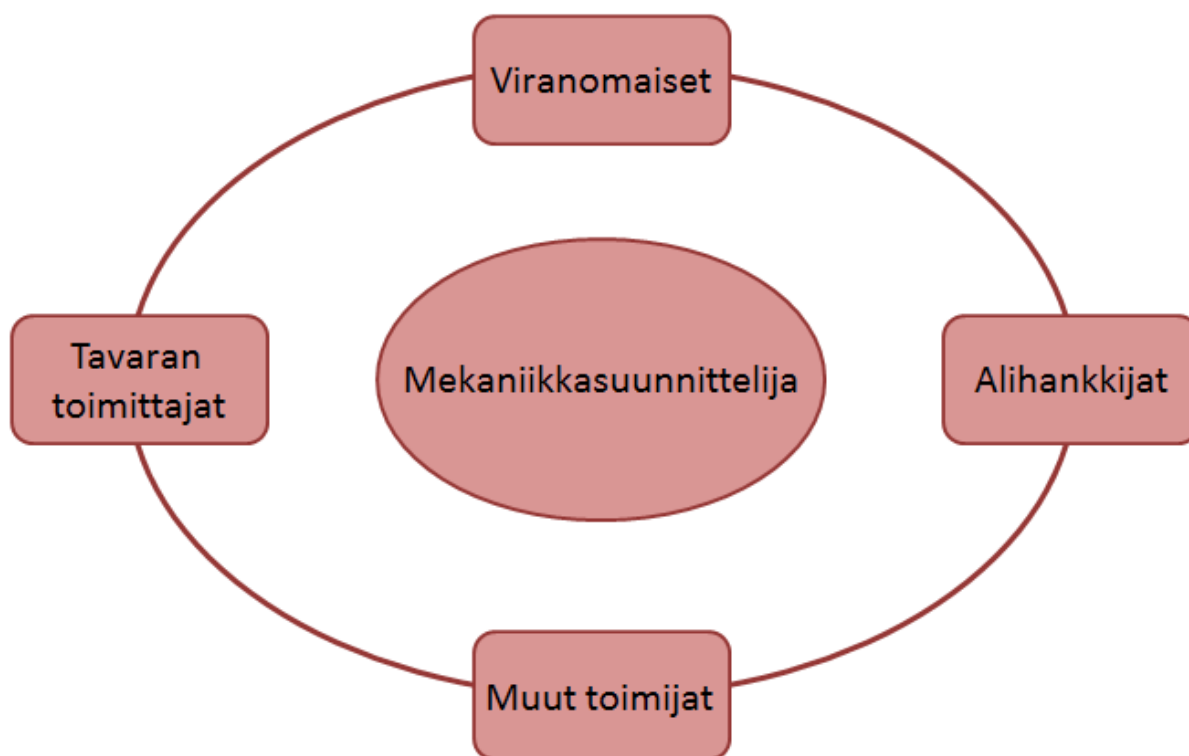 Viranomaiset
Tavaran
toimittajat
Mekaniikkasuunnittelija
Alihankkijat
Muut toimijat